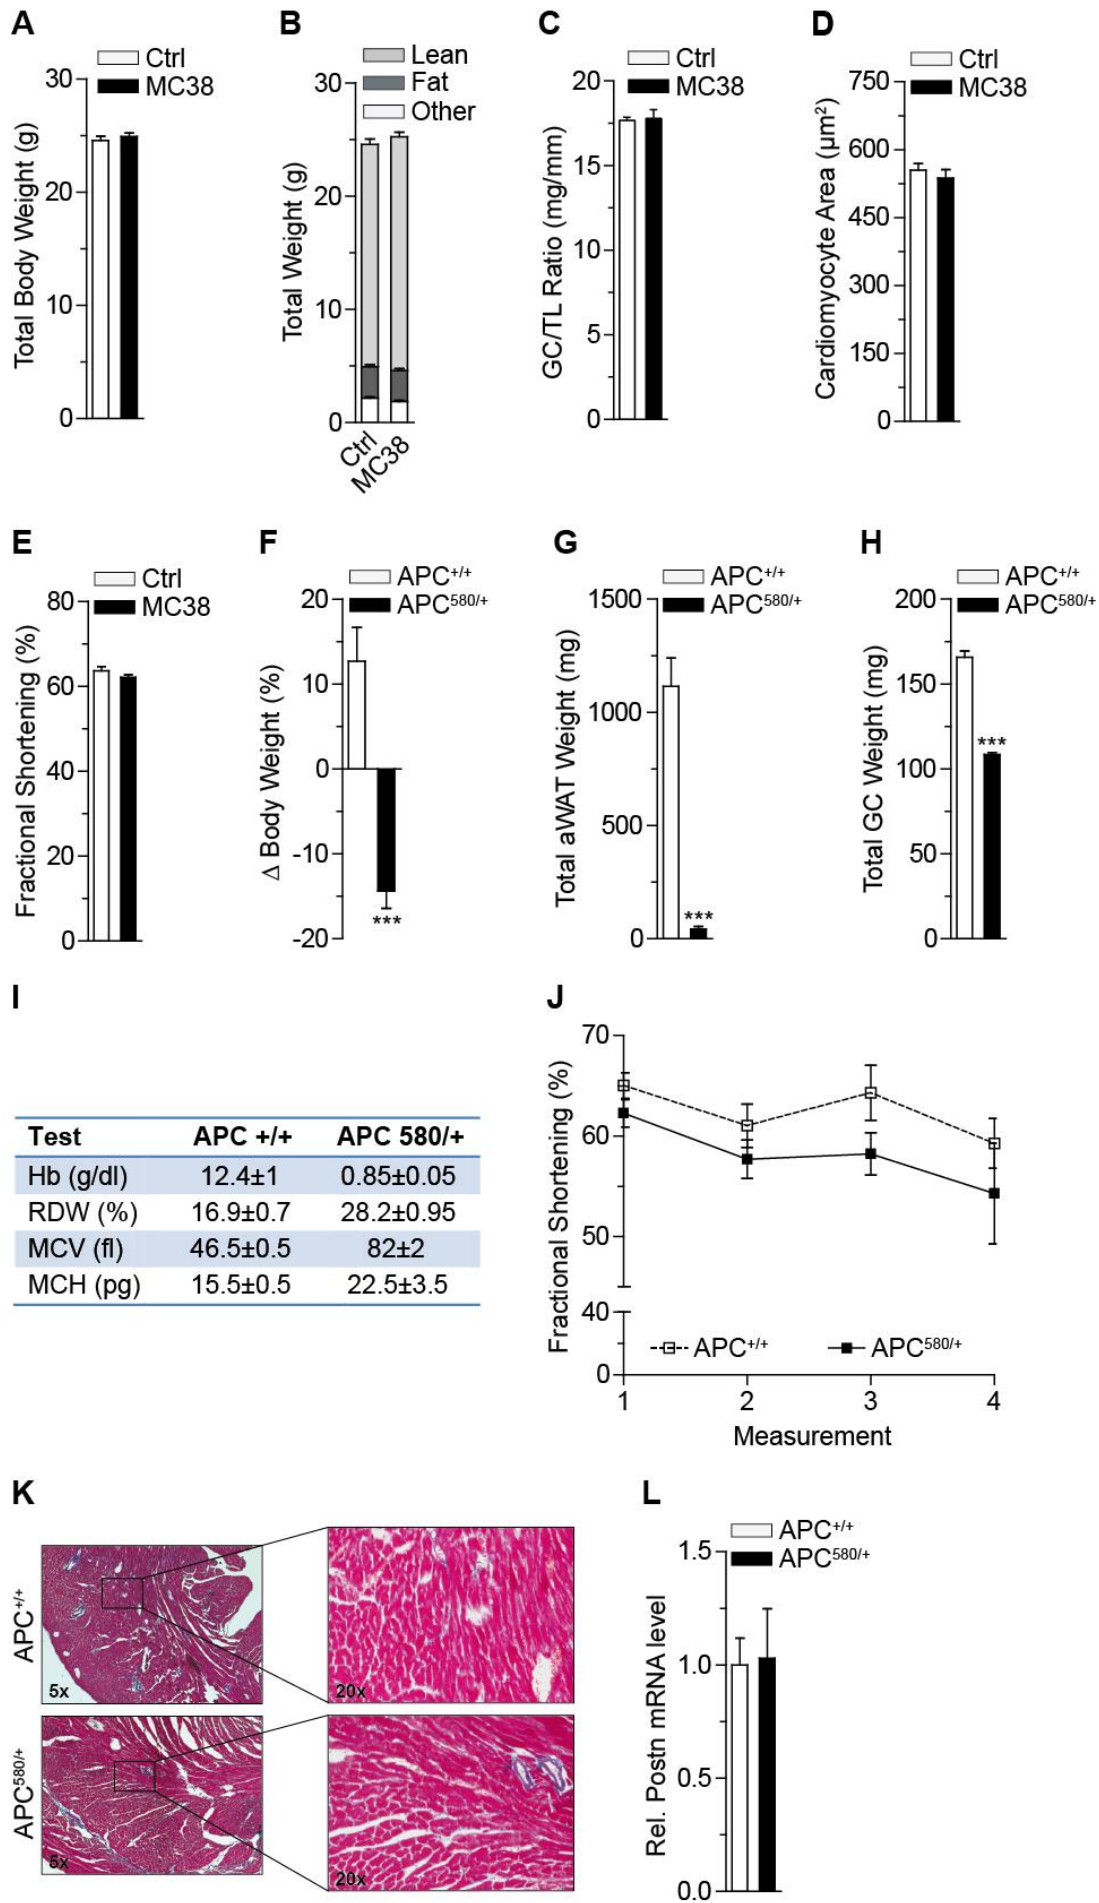 A
Ctrl
MC38
Total Body Weight (g)
30
20
10
0
B
Lean
Fat
Other
Total Weight (g)
30
20
10
0
Ctrl
MC38
C
Ctrl
MC38
GC/TL Ratio (mg/mm)
20
15
10
5
0
D
Ctrl
MC38
Cardiomyocyte Area (µm²)
750
600
450
300
150
0
E
Ctrl
MC38
Fractional Shortening (%)
80
60
40
20
0
F
APC+/+
APC580/+
Δ Body Weight (%)
20
10
0
-10
-20
***
G
APC+/+
APC580/+
Total aWAT Weight (mg)
1500
1000
500
0
***
H
APC+/+
APC580/+
Total GC Weight (mg)
200
150
100
50
0
***
I
Test APC +/+ APC 580/+
Hb (g/dl) 12.4±1 0.85±0.05
RDW (%) 16.9±0.7 28.2±0.95
MCV (fl) 46.5±0.5 82±2
MCH (pg) 15.5±0.5 22.5±3.5
J
Fractional Shortening (%)
70
60
50
40
0
APC+/+ APC580/+
1 2 3 4
Measurement
K
APC+/+
5x
20x
APC580/+
5x
20x
L
APC+/+
APC580/+
Rel. Postn mRNA level
1.5
1.0
0.5
0.0